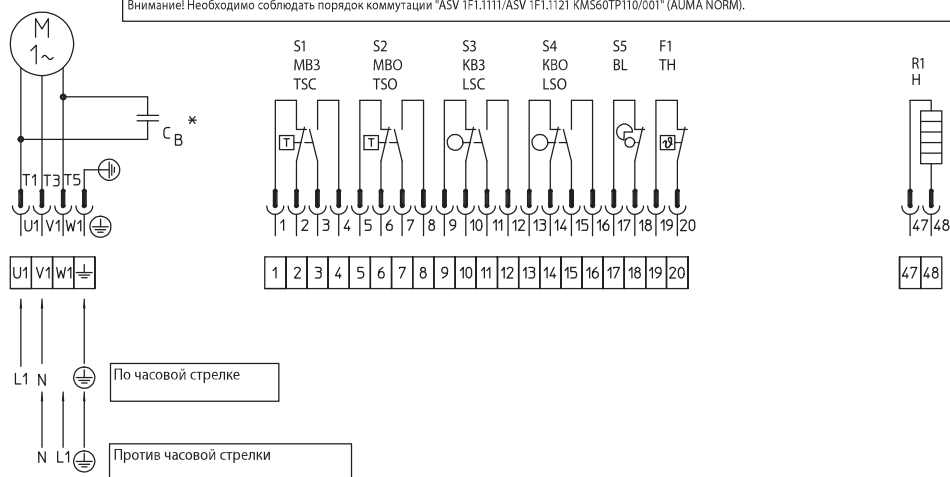 Внимание! Необходимо соблюдать порядок коммутации "ASV 1F1.1111/ASV 1F1.1121 KMS60TP110/001" (AUMA NORM).
M
1~
S1 S2 S3 S4 S5 F1 R1
MB3 MBO KB3 KBO BL TH H
TSC TSO LSC LSO
C B *
T T ϑ
T1 T3 T5
U1 V1 W1 1 2 3 4 5 6 7 8 9 10 11 12 13 14 15 16 17 18 19 20 47 48
U1 V1 W1 1 2 3 4 5 6 7 8 9 10 11 12 13 14 15 16 17 18 19 20 47 48
L1 N По часовой стрелке
N L1 Против часовой стрелки